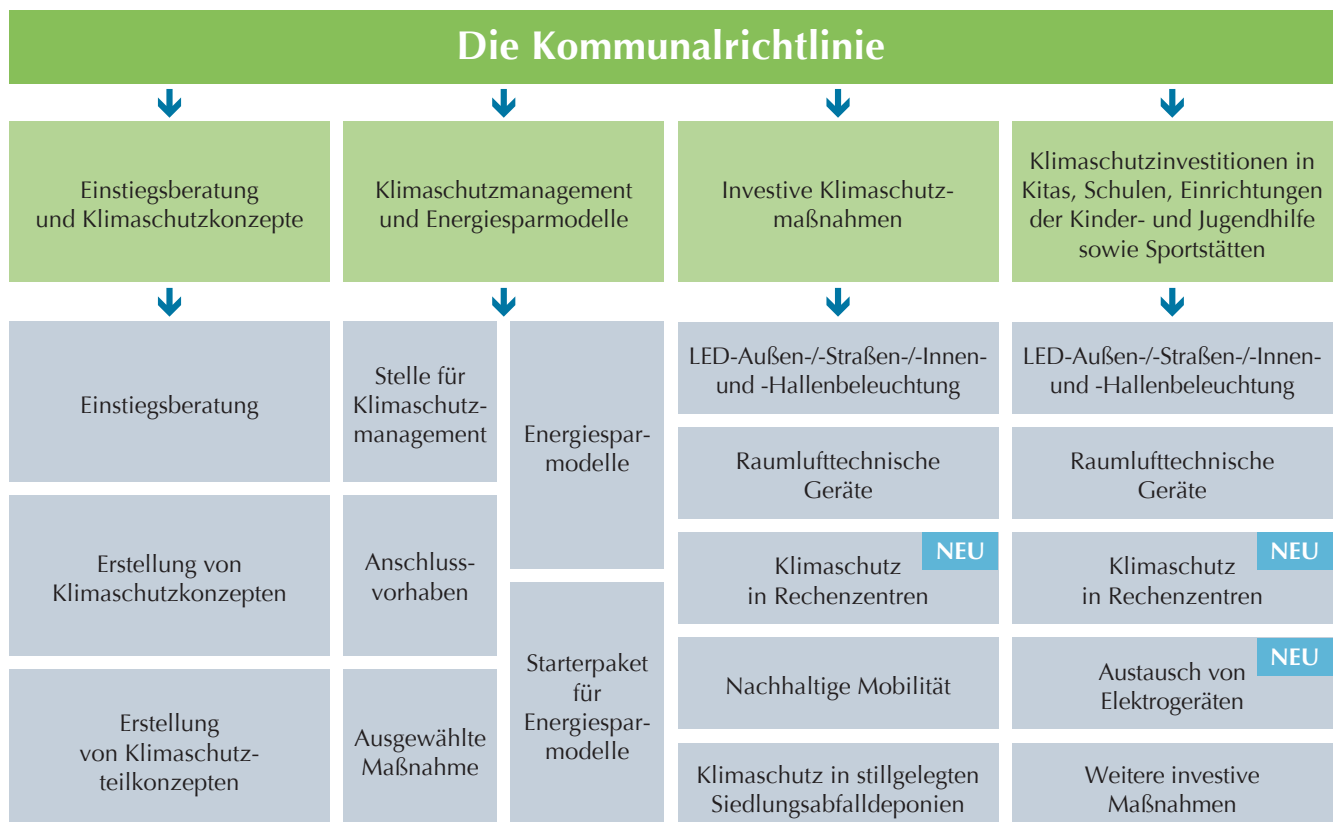 Die Kommunalrichtlinie
Einstiegsberatung
und Klimaschutzkonzepte
Klimaschutzmanagement
und Energiesparmodelle
Investive Klimaschutz-
maßnahmen
Klimaschutzinvestitionen in
Kitas, Schulen, Einrichtungen
der Kinder- und Jugendhilfe
sowie Sportstätten
Einstiegsberatung
Erstellung von
Klimaschutzkonzepten
Erstellung
von Klimaschutz-
teilkonzepten
Stelle für
Klimaschutz-
management
Anschluss-
vorhaben
Ausgewählte
Maßnahme
Energiespar-
modelle
Starterpaket
für
Energiespar-
modelle
LED-Außen-/-Straßen-/-Innen-
und -Hallenbeleuchtung
Raumlufttechnische
Geräte
NEU
Klimaschutz
in Rechenzentren
Nachhaltige Mobilität
Klimaschutz in stillgelegten
Siedlungsabfalldeponien
LED-Außen-/-Straßen-/-Innen-
und -Hallenbeleuchtung
Raumlufttechnische
Geräte
NEU
Klimaschutz
in Rechenzentren
NEU
Austausch von
Elektrogeräten
Weitere investive
Maßnahmen